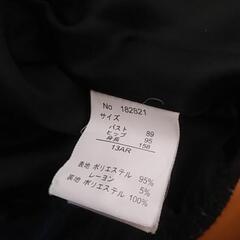 No 182821
サイズ
バスト 89
ヒップ 95
身長 158
13AR
表地 ポリエステル 95%
レーヨン 5%
裏地 ポリエステル 100%